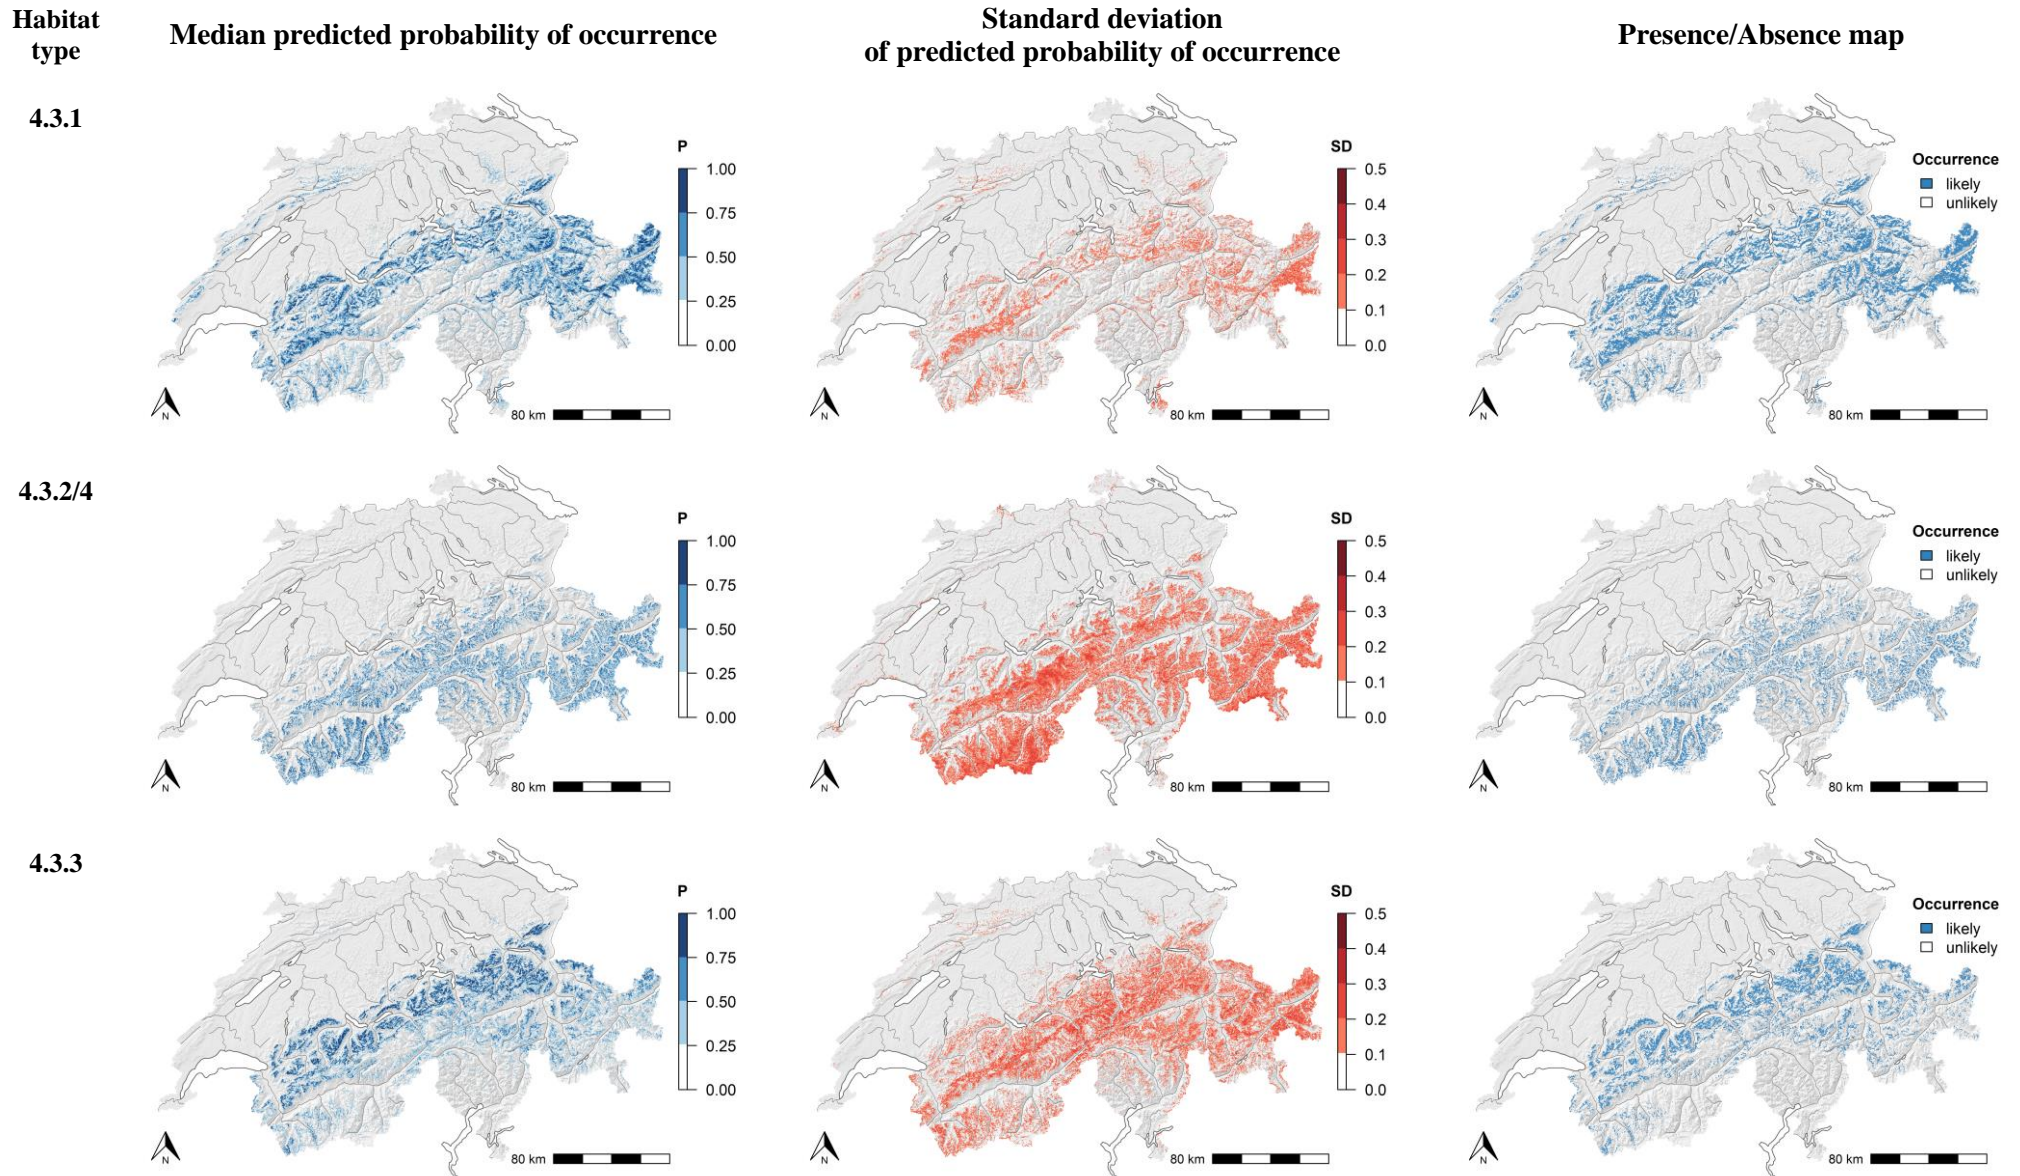 Habitat type
Median predicted probability of occurrence
Standard deviation
of predicted probability of occurrence
Presence/Absence map
4.3.1
P
1.00
0.75
0.50
0.25
0.00
N
80 km
SD
0.5
0.4
0.3
0.2
0.1
0.0
N
80 km
Occurrence
likely
unlikely
N
80 km
4.3.2/4
P
1.00
0.75
0.50
0.25
0.00
N
80 km
SD
0.5
0.4
0.3
0.2
0.1
0.0
N
80 km
Occurrence
likely
unlikely
N
80 km
4.3.3
P
1.00
0.75
0.50
0.25
0.00
N
80 km
SD
0.5
0.4
0.3
0.2
0.1
0.0
N
80 km
Occurrence
likely
unlikely
N
80 km